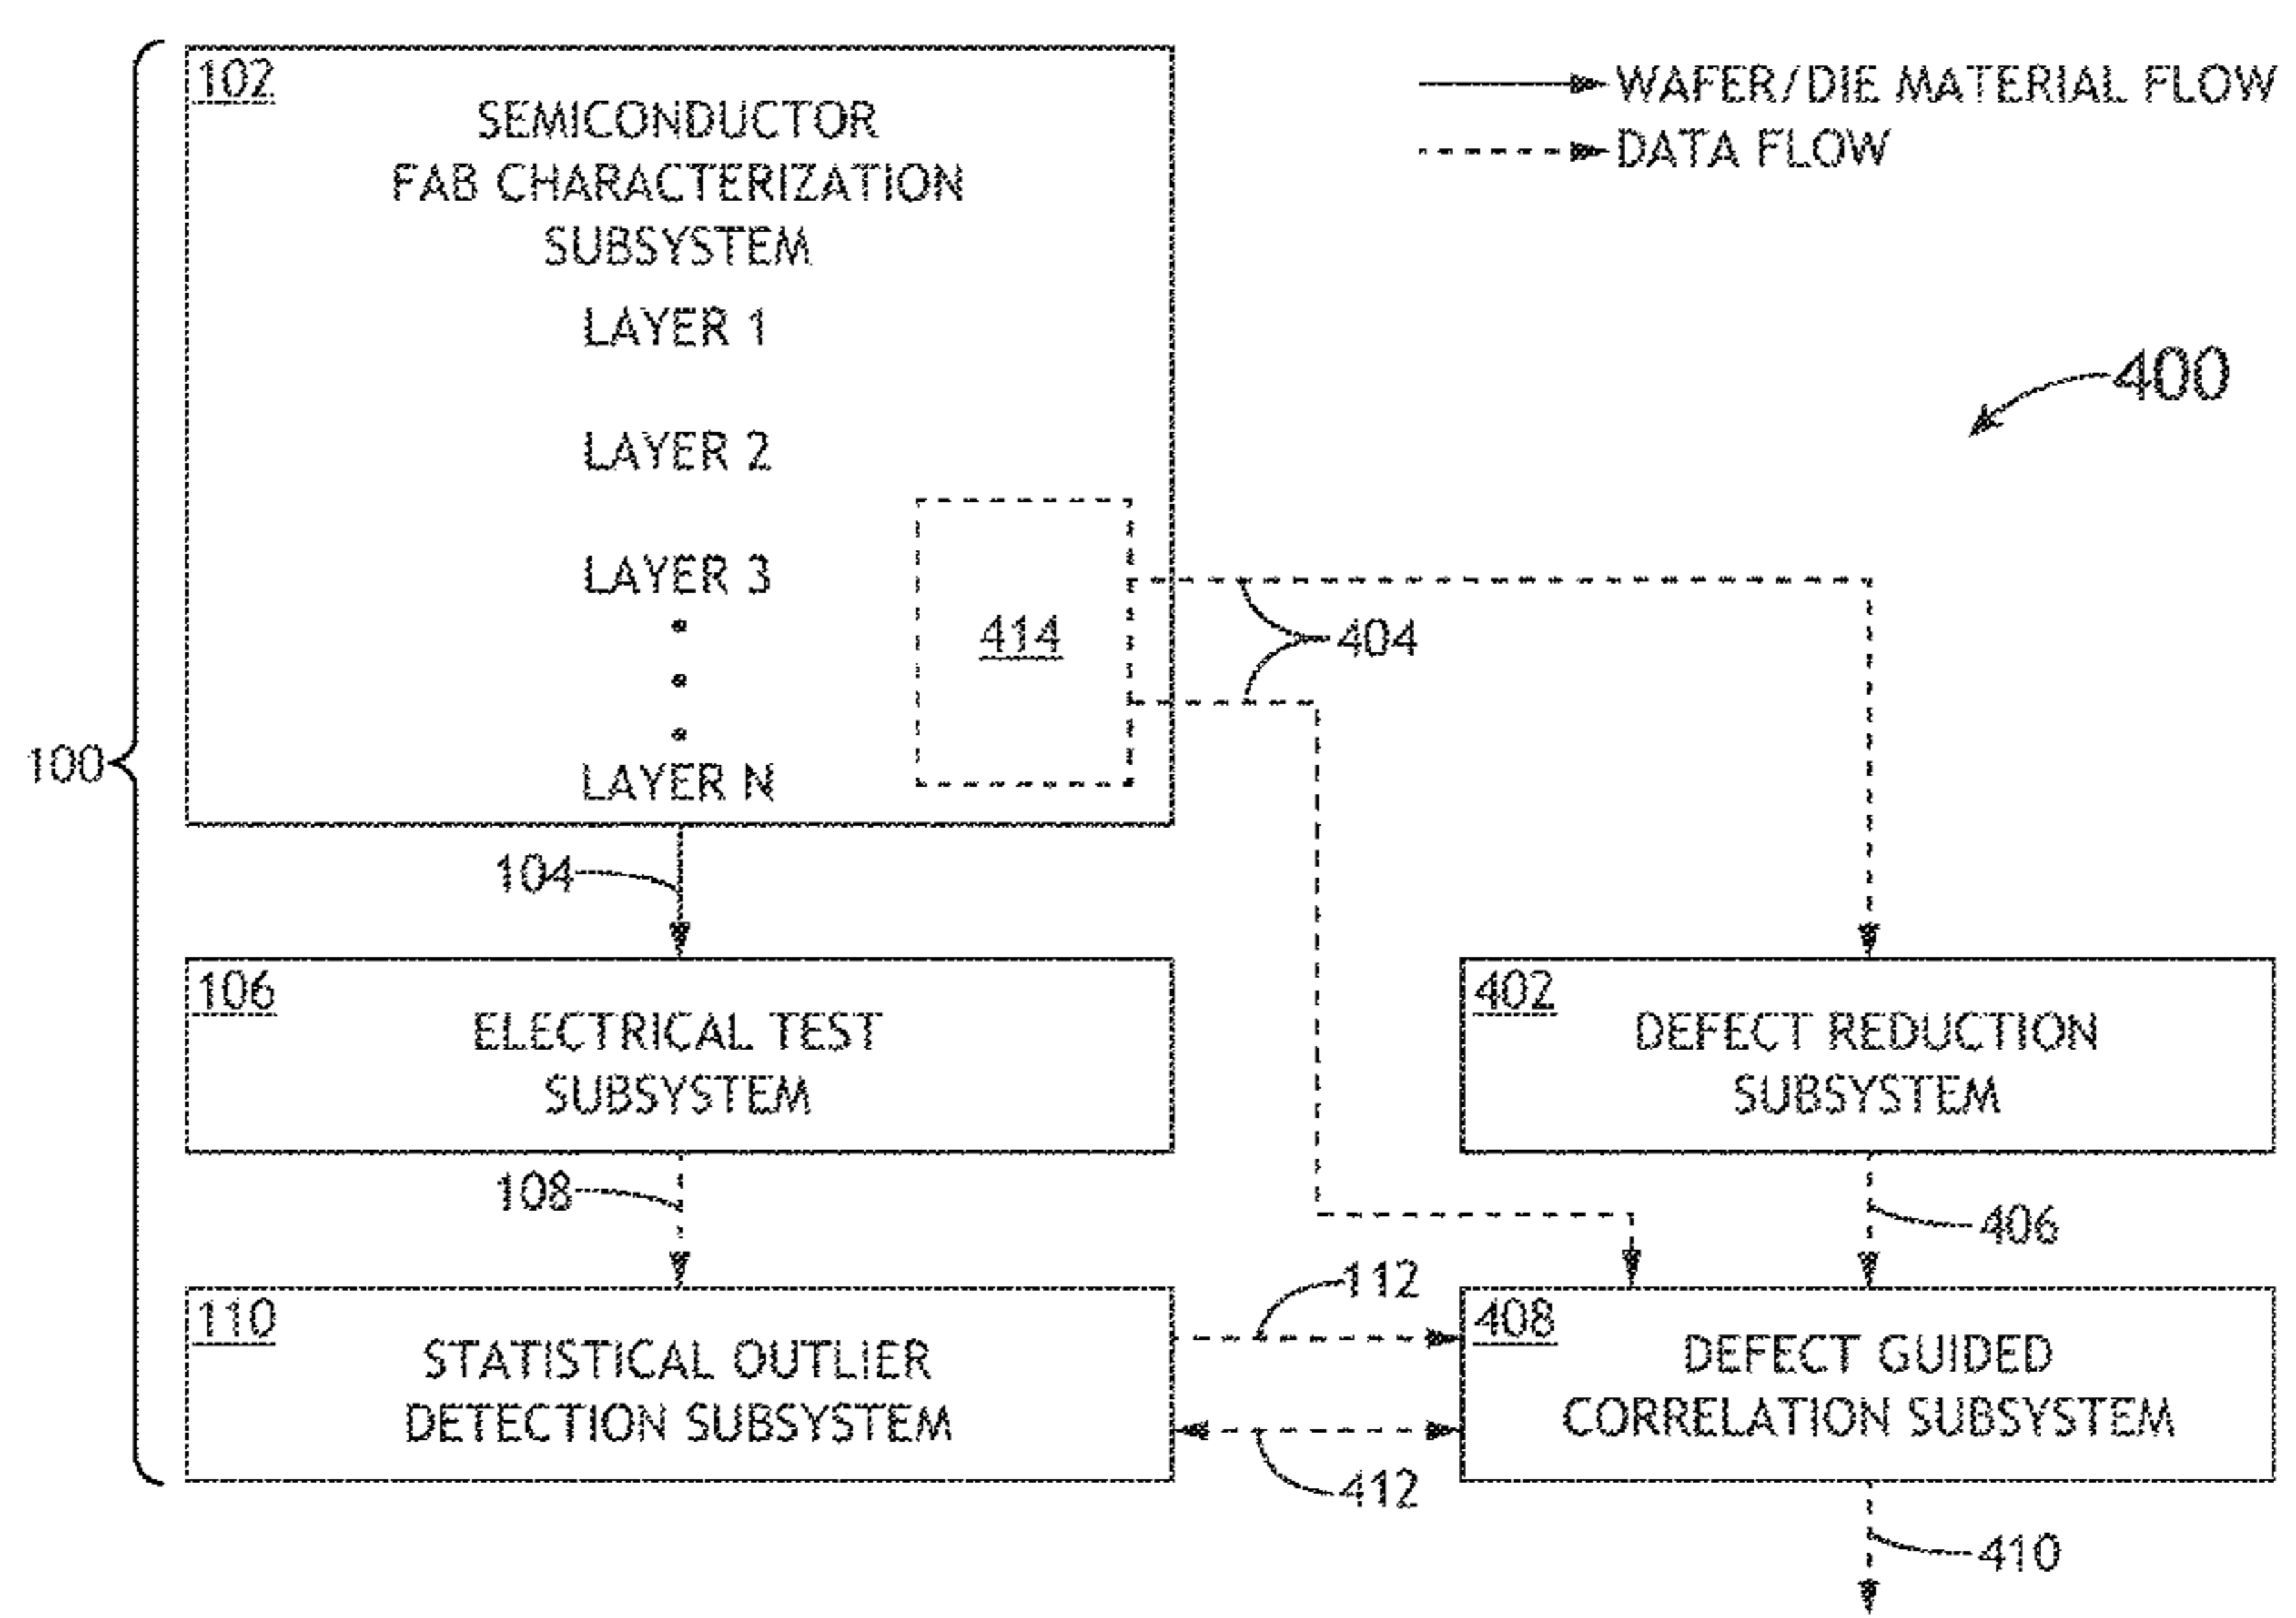 102
SEMICONDUCTOR
FAB CHARACTERIZATION
SUBSYSTEM
LAYER 1
LAYER 2
LAYER 3
LAYER N
414
WAFER/DIE MATERIAL FLOW
DATA FLOW
400
404
100
104
106
ELECTRICAL TEST
SUBSYSTEM
402
DEFECT REDUCTION
SUBSYSTEM
108
406
110
STATISTICAL OUTLIER
DETECTION SUBSYSTEM
112
412
408
DEFECT GUIDED
CORRELATION SUBSYSTEM
410